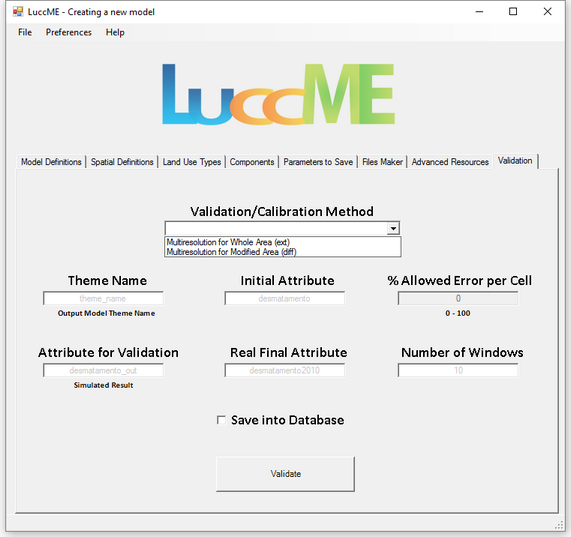 LuccME - Creating a new model
File Preferences Help
LuccME
Model Definitions Spatial Definitions Land Use Types Components Parameters to Save Files Maker Advanced Resources Validation
Validation/Calibration Method
Multiresolution for Whole Area (ext)
Multiresolution for Modified Area (diff)
Theme Name Initial Attribute % Allowed Error per Cell
theme_name desmatamento 0
Output Model Theme Name 0 - 100
Attribute for Validation Real Final Attribute Number of Windows
desmatamento_out desmatamento2010 10
Simulated Result
Save into Database
Validate